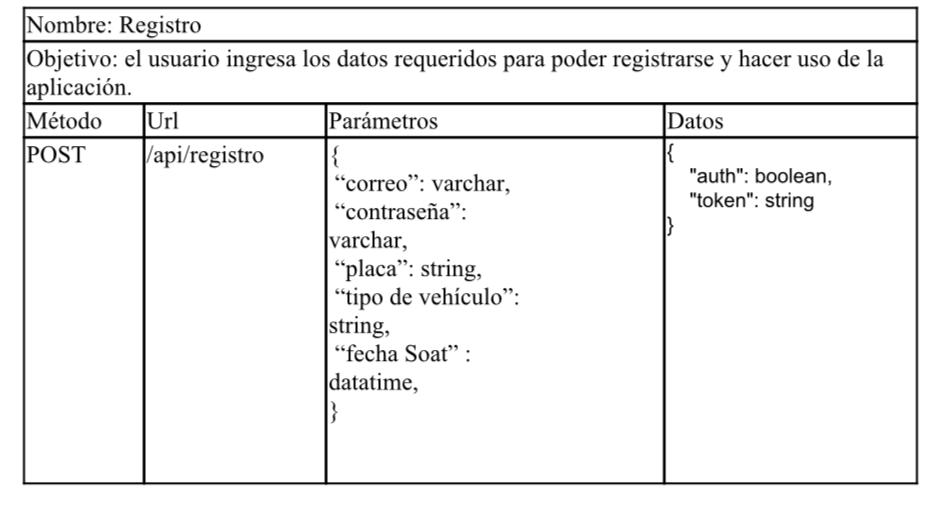 Nombre: Registro
Objetivo: el usuario ingresa los datos requeridos para poder registrarse y hacer uso de la
aplicación.
Método Url Parámetros Datos
POST
/api/registro
{
“correo”: varchar,
“contraseña”:
varchar,
“placa”: string,
“tipo de vehículo”:
string,
“fecha Soat” :
datatime,
}
{
"auth": boolean,
"token": string
}